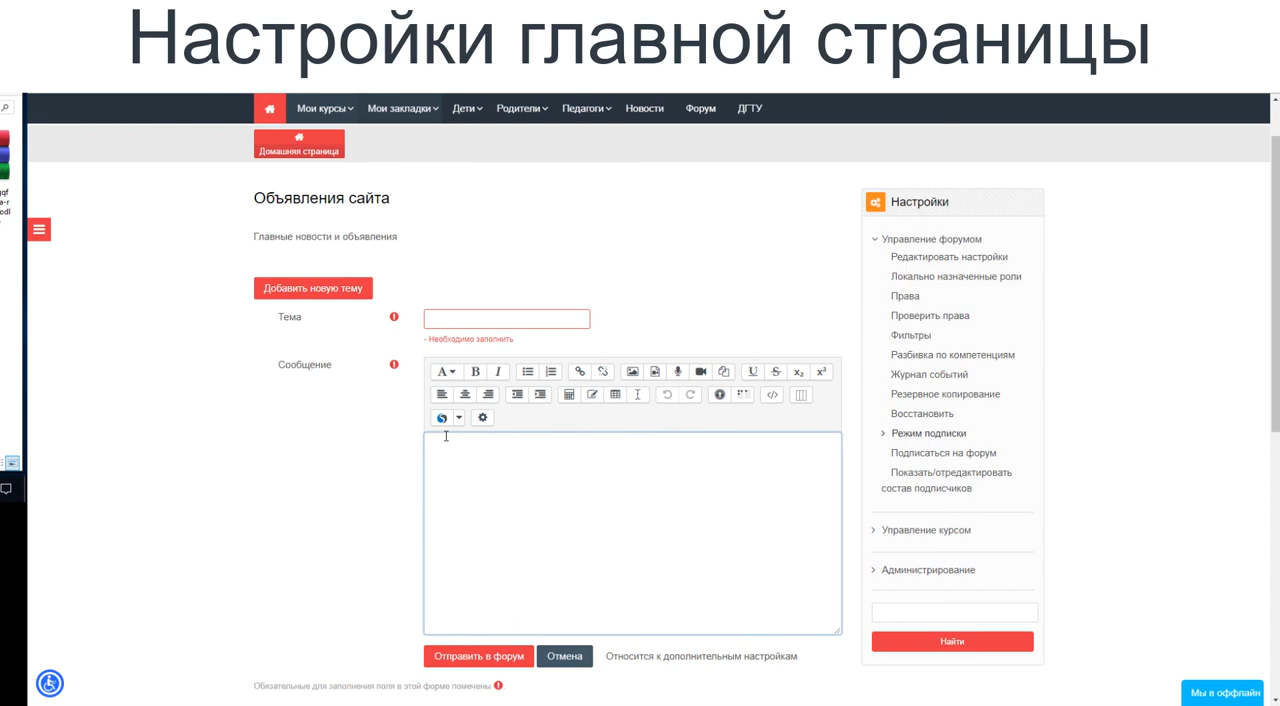 Настройки главной страницы
Мои курсы Мои закладки Дети Родители Педагоги Новости Форум ДГТУ
Домашняя страница
Объявления сайта
Главные новости и объявления
Добавить новую тему
Тема
- Необходимо заполнить
Сообщение
A B I U S x₂ x²
Отправить в форум Отмена Относится к дополнительным настройкам
Обязательные для заполнения поля в этой форме помечены
Настройки
Управление форумом
Редактировать настройки
Локально назначенные роли
Права
Проверить права
Фильтры
Разбивка по компетенциям
Журнал событий
Резервное копирование
Восстановить
Режим подписки
Подписаться на форум
Показать/отредактировать
состав подписчиков
Управление курсом
Администрирование
Найти
Мы в оффлайн